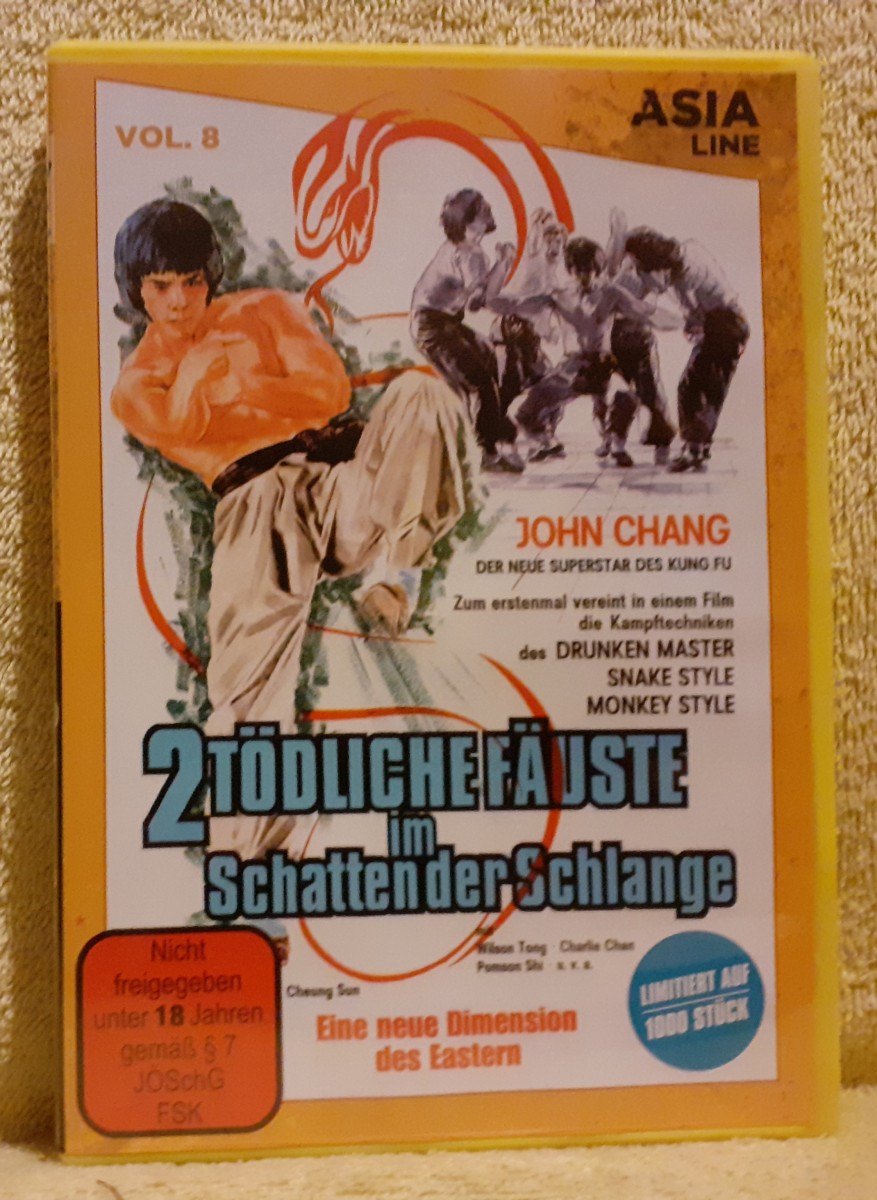 VOL. 8
ASIA
LINE
JOHN CHANG
DER NEUE SUPERSTAR DES KUNG FU
Zum erstenmal vereint in einem Film
die Kampftechniken
des DRUNKEN MASTER
SNAKE STYLE
MONKEY STYLE
2 TÖDLICHE FÄUSTE
im
Schatten der Schlange
Wilson Tong · Charlie Chan
Pomson Shi · u. v. a.
Cheung Sun
Eine neue Dimension
des Eastern
LIMITIERT AUF
1000 STÜCK
Nicht
freigegeben
unter 18 Jahren
gemäß § 7
JÖSchG
FSK